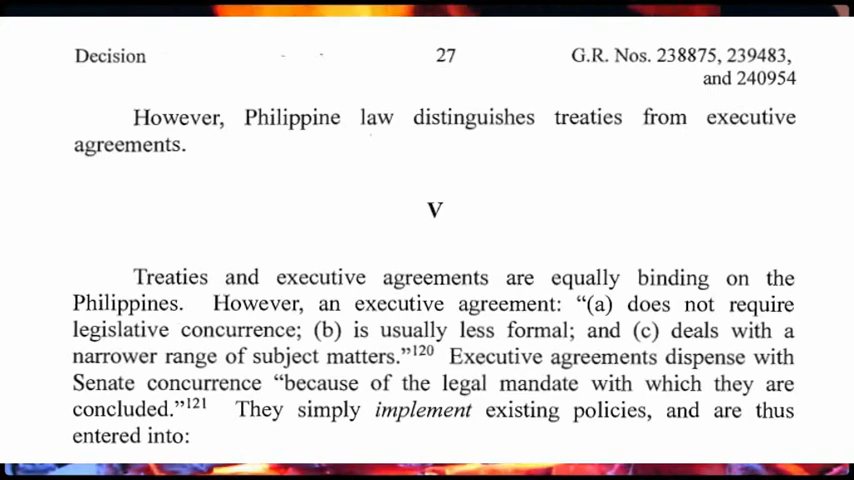 Decision 27 G.R. Nos. 238875, 239483,
and 240954
However, Philippine law distinguishes treaties from executive
agreements.
V
Treaties and executive agreements are equally binding on the
Philippines. However, an executive agreement: “(a) does not require
legislative concurrence; (b) is usually less formal; and (c) deals with a
narrower range of subject matters.”120 Executive agreements dispense with
Senate concurrence “because of the legal mandate with which they are
concluded.”121 They simply implement existing policies, and are thus
entered into: